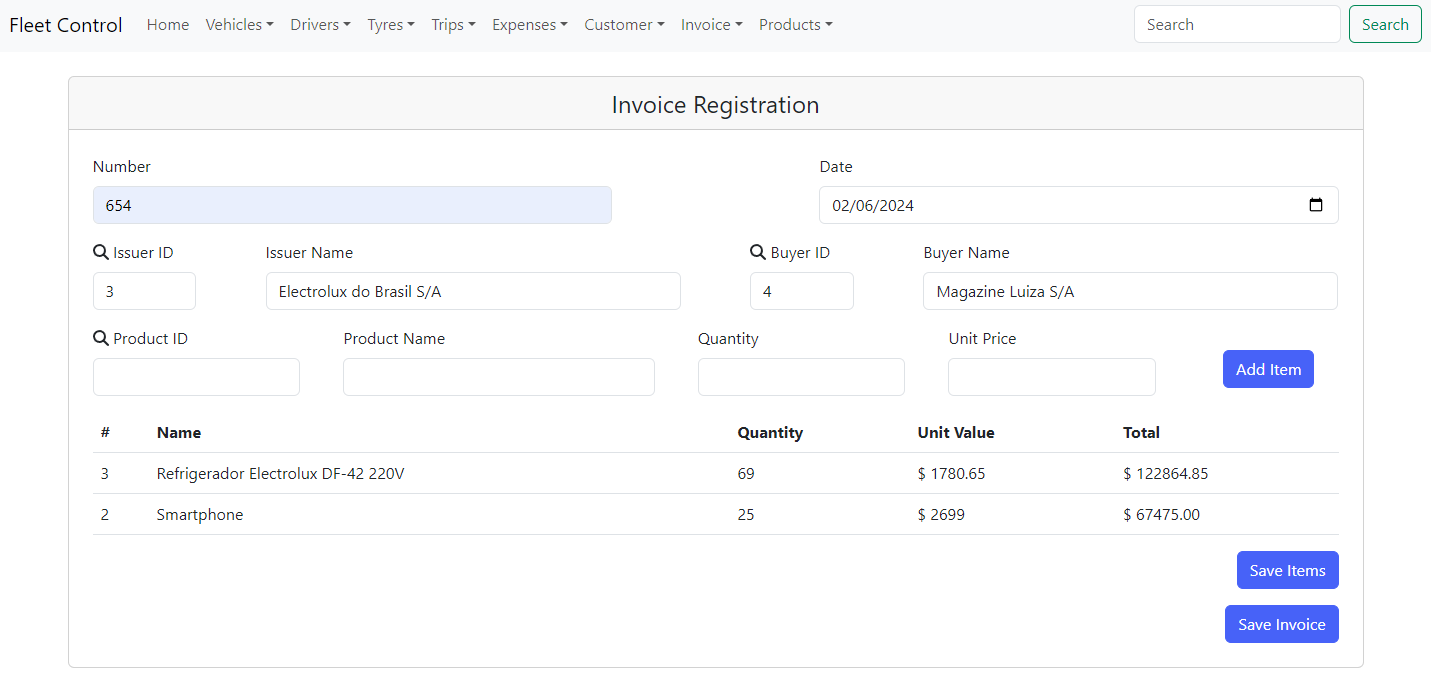 Fleet Control Home Vehicles Drivers Tyres Trips Expenses Customer Invoice Products Search Search
Invoice Registration
Number Date
654 02/06/2024
Issuer ID Issuer Name Buyer ID Buyer Name
3 Electrolux do Brasil S/A 4 Magazine Luiza S/A
Product ID Product Name Quantity Unit Price
Add Item
# Name Quantity Unit Value Total
3 Refrigerador Electrolux DF-42 220V 69 $ 1780.65 $ 122864.85
2 Smartphone 25 $ 2699 $ 67475.00
Save Items
Save Invoice